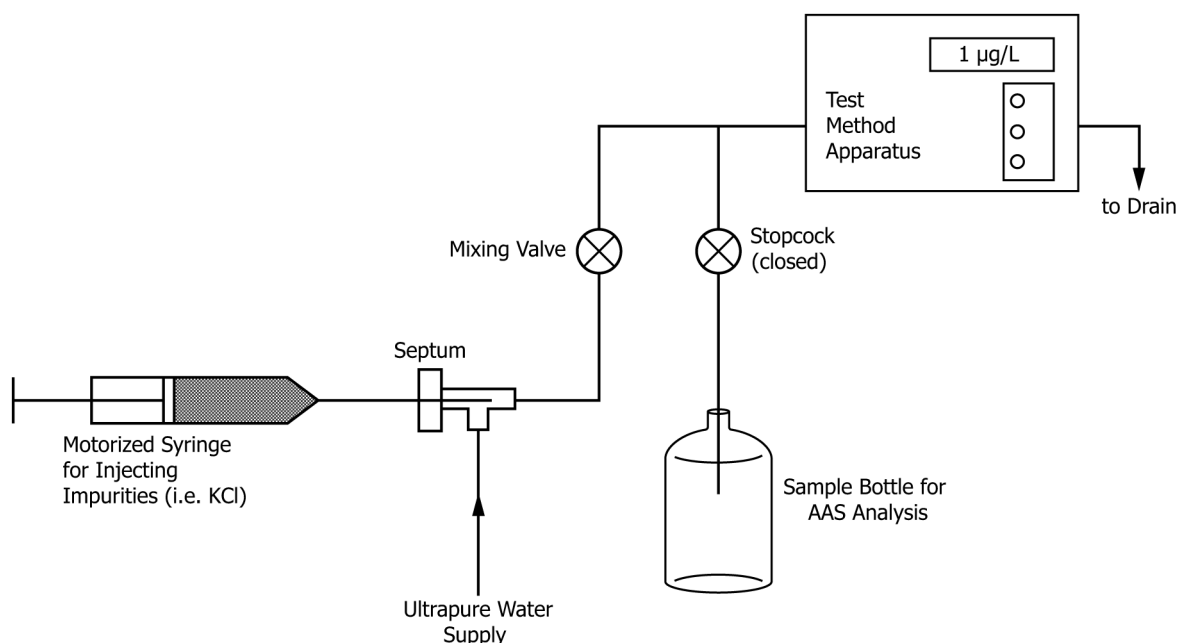 1 µg/L
Test
Method
Apparatus
to Drain
Mixing Valve
Stopcock
(closed)
Septum
Motorized Syringe
for Injecting
Impurities (i.e. KCl)
Sample Bottle for
AAS Analysis
Ultrapure Water
Supply